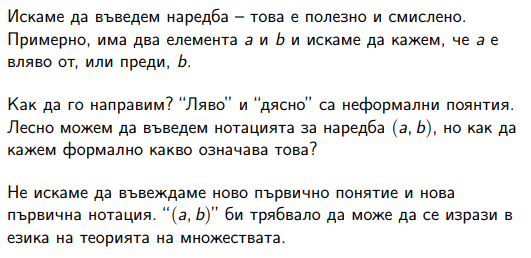 Искаме да въведем наредба – това е полезно и смислено.
Примерно, има два елемента a и b и искаме да кажем, че a е
вляво от, или преди, b.
Как да го направим? “Ляво” и “дясно” са неформални поянтия.
Лесно можем да въведем нотацията за наредба (a, b), но как да
кажем формално какво означава това?
Не искаме да въвеждаме ново първично понятие и нова
първична нотация. “(a, b)” би трябвало да може да се изрази в
езика на теорията на множествата.